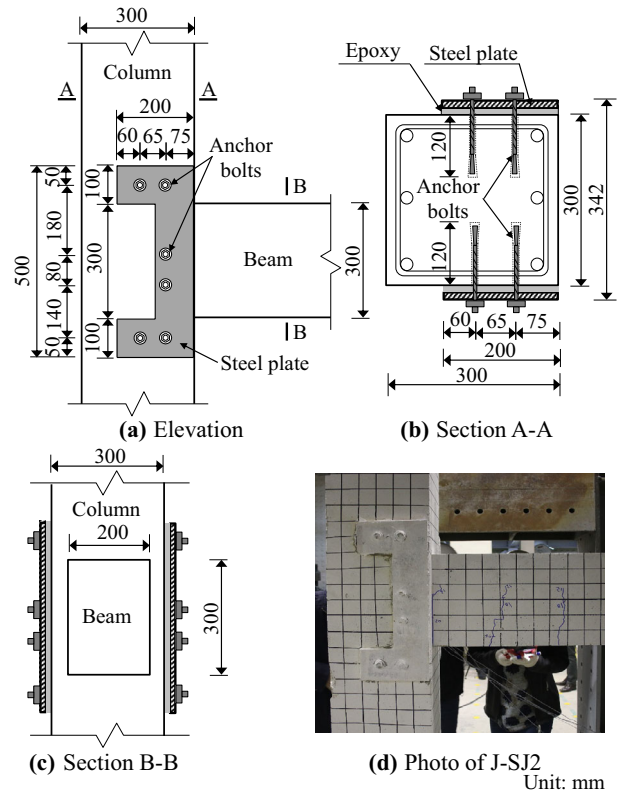 300
Column
A
A
200
60
65
75
Anchor
bolts
50
180
80
140
50
500
100
300
100
B
Beam
300
B
Steel plate
(a) Elevation
Epoxy
Steel plate
120
Anchor
bolts
120
300
342
60
65
75
200
300
(b) Section A-A
300
Column
200
Beam
300
(c) Section B-B
(d) Photo of J-SJ2
Unit: mm